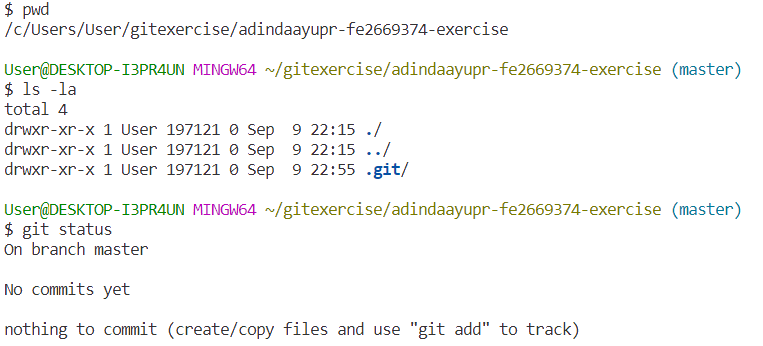 $ pwd
/c/Users/User/gitexercise/adindaayupr-fe2669374-exercise
User@DESKTOP-I3PR4UN MINGW64 ~/gitexercise/adindaayupr-fe2669374-exercise (master)
$ ls -la
total 4
drwxr-xr-x 1 User 197121 0 Sep  9 22:15 ./
drwxr-xr-x 1 User 197121 0 Sep  9 22:15 ../
drwxr-xr-x 1 User 197121 0 Sep  9 22:55 .git/
User@DESKTOP-I3PR4UN MINGW64 ~/gitexercise/adindaayupr-fe2669374-exercise (master)
$ git status
On branch master
No commits yet
nothing to commit (create/copy files and use "git add" to track)